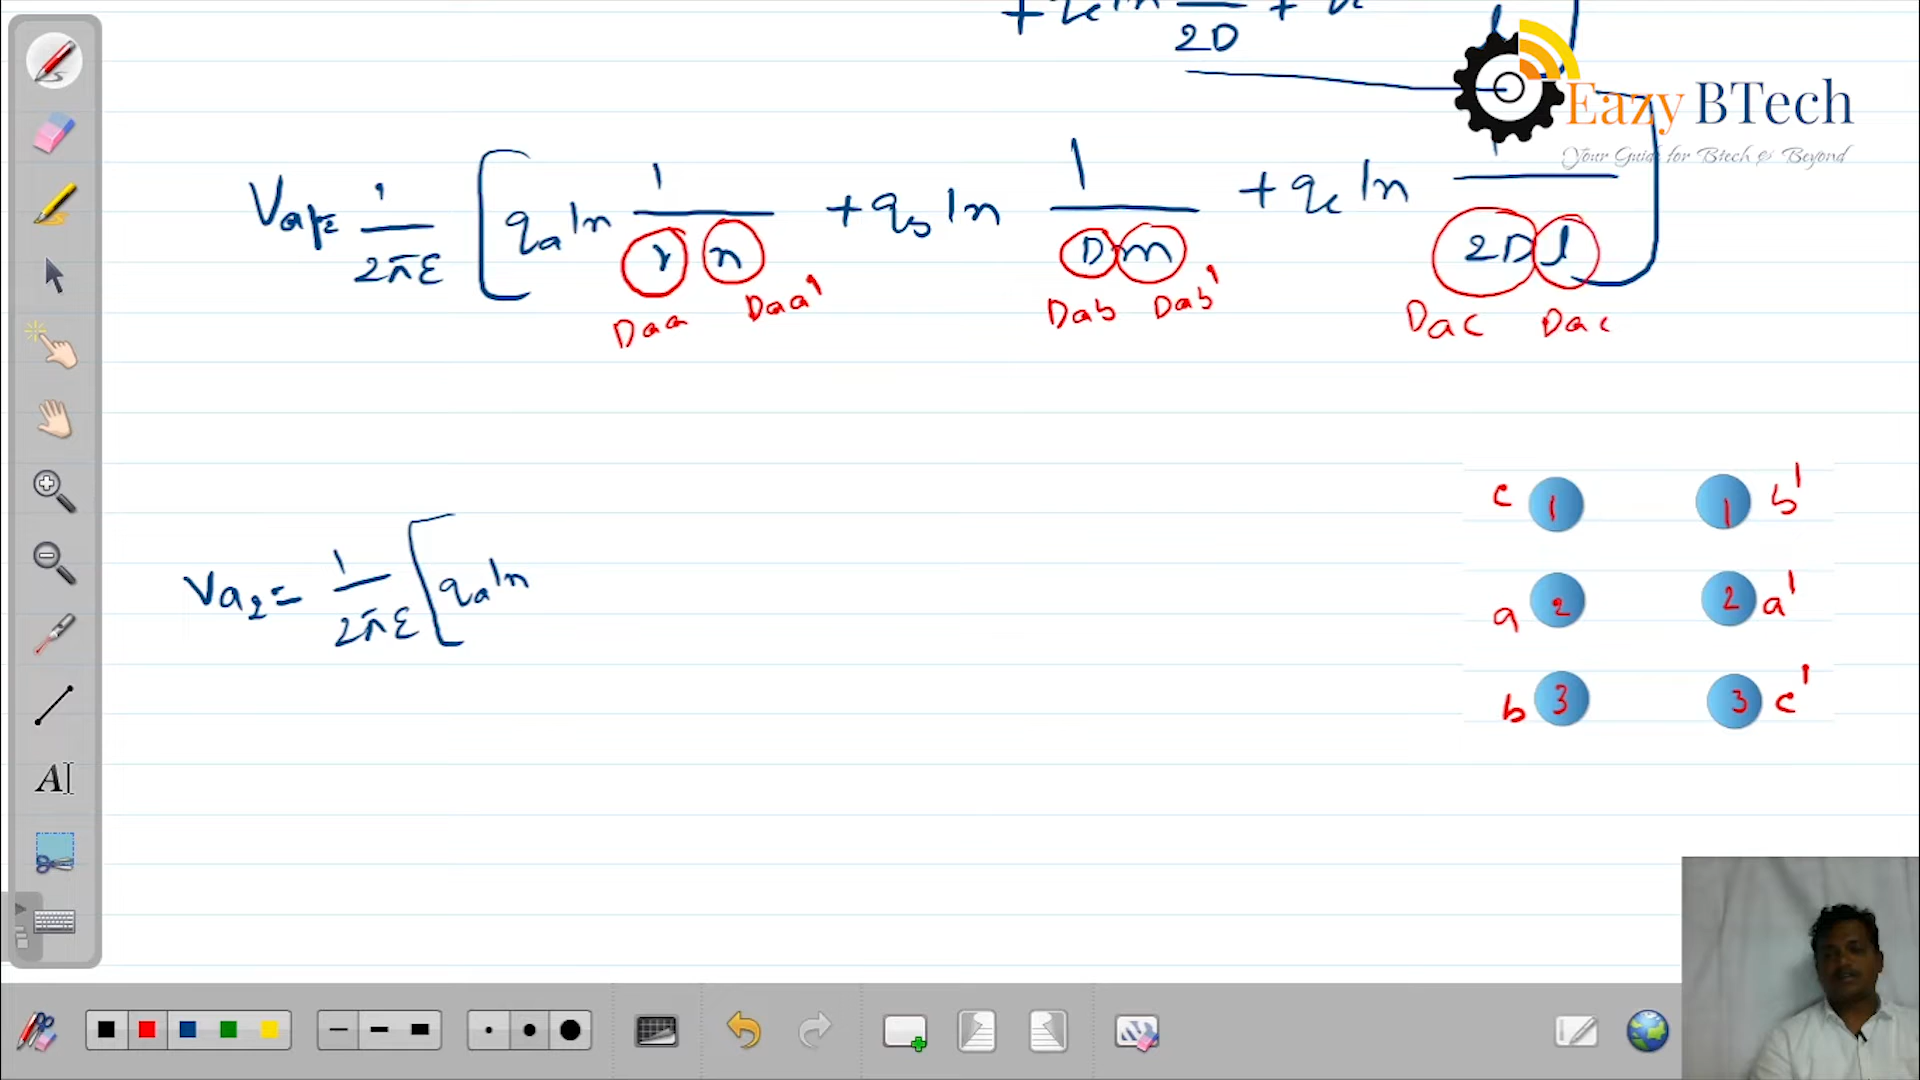 2D
Eazy BTech
Your Guide for Btech & Beyond
Va1 = 1/2πε [ qa ln 1/r n + qb ln 1/D m + qc ln 1/2D l ]
Daa Daa' Dab Dab' Dac Dac
c 1 1 b'
Va2 = 1/2πε [ qa ln
a 2 2 a'
b 3 3 c'
A